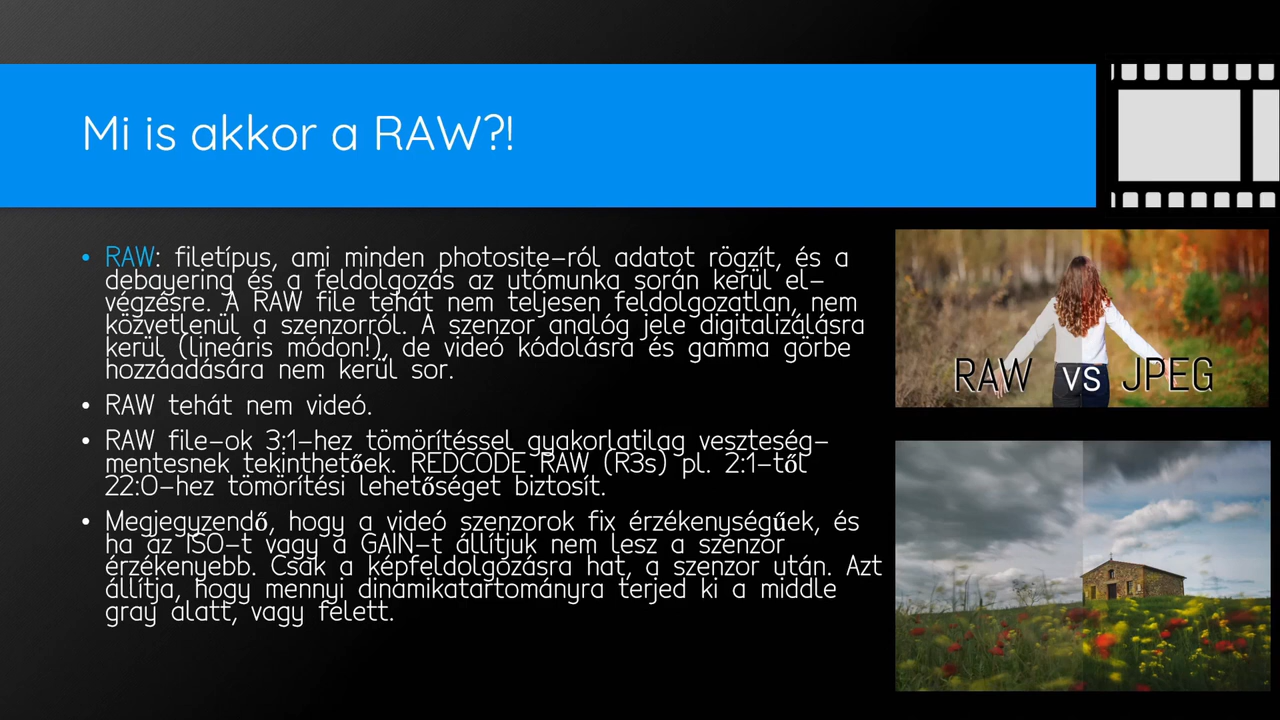 Mi is akkor a RAW?!
• RAW: filetípus, ami minden photosite-ról adatot rögzít, és a
debayering és a feldolgozás az utómunka során kerül el-
végzésre. A RAW file tehát nem teljesen feldolgozatlan, nem
közvetlenül a szenzorról. A szenzor analóg jele digitalizálásra
kerül (lineáris módon!), de videó kódolásra és gamma görbe
hozzáadására nem kerül sor.
• RAW tehát nem videó.
• RAW file-ok 3:1-hez tömörítéssel gyakorlatilag veszteség-
mentesnek tekinthetőek. REDCODE RAW (R3s) pl. 2:1-től
22:0-hez tömörítési lehetőséget biztosít.
• Megjegyzendő, hogy a videó szenzorok fix érzékenységűek, és
ha az ISO-t vagy a GAIN-t állítjuk nem lesz a szenzor
érzékenyebb. Csak a képfeldolgozásra hat, a szenzor után. Azt
állítja, hogy mennyi dinamikatartományra terjed ki a middle
gray alatt, vagy felett.
RAW VS JPEG